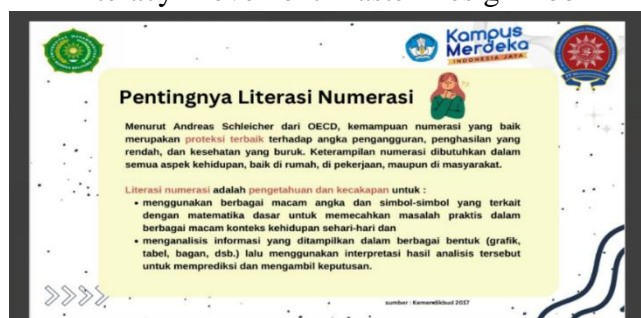 Kampus
Merdeka
INDONESIA JAYA
Pentingnya Literasi Numerasi
Menurut Andreas Schleicher dari OECD, kemampuan numerasi yang baik
merupakan proteksi terbaik terhadap angka pengangguran, penghasilan yang
rendah, dan kesehatan yang buruk. Keterampilan numerasi dibutuhkan dalam
semua aspek kehidupan, baik di rumah, di pekerjaan, maupun di masyarakat.
Literasi numerasi adalah pengetahuan dan kecakapan untuk :
• menggunakan berbagai macam angka dan simbol-simbol yang terkait
dengan matematika dasar untuk memecahkan masalah praktis dalam
berbagai macam konteks kehidupan sehari-hari dan
• menganalisis informasi yang ditampilkan dalam berbagai bentuk (grafik,
tabel, bagan, dsb.) lalu menggunakan interpretasi hasil analisis tersebut
untuk memprediksi dan mengambil keputusan.
sumber : Kemandikbud 2017